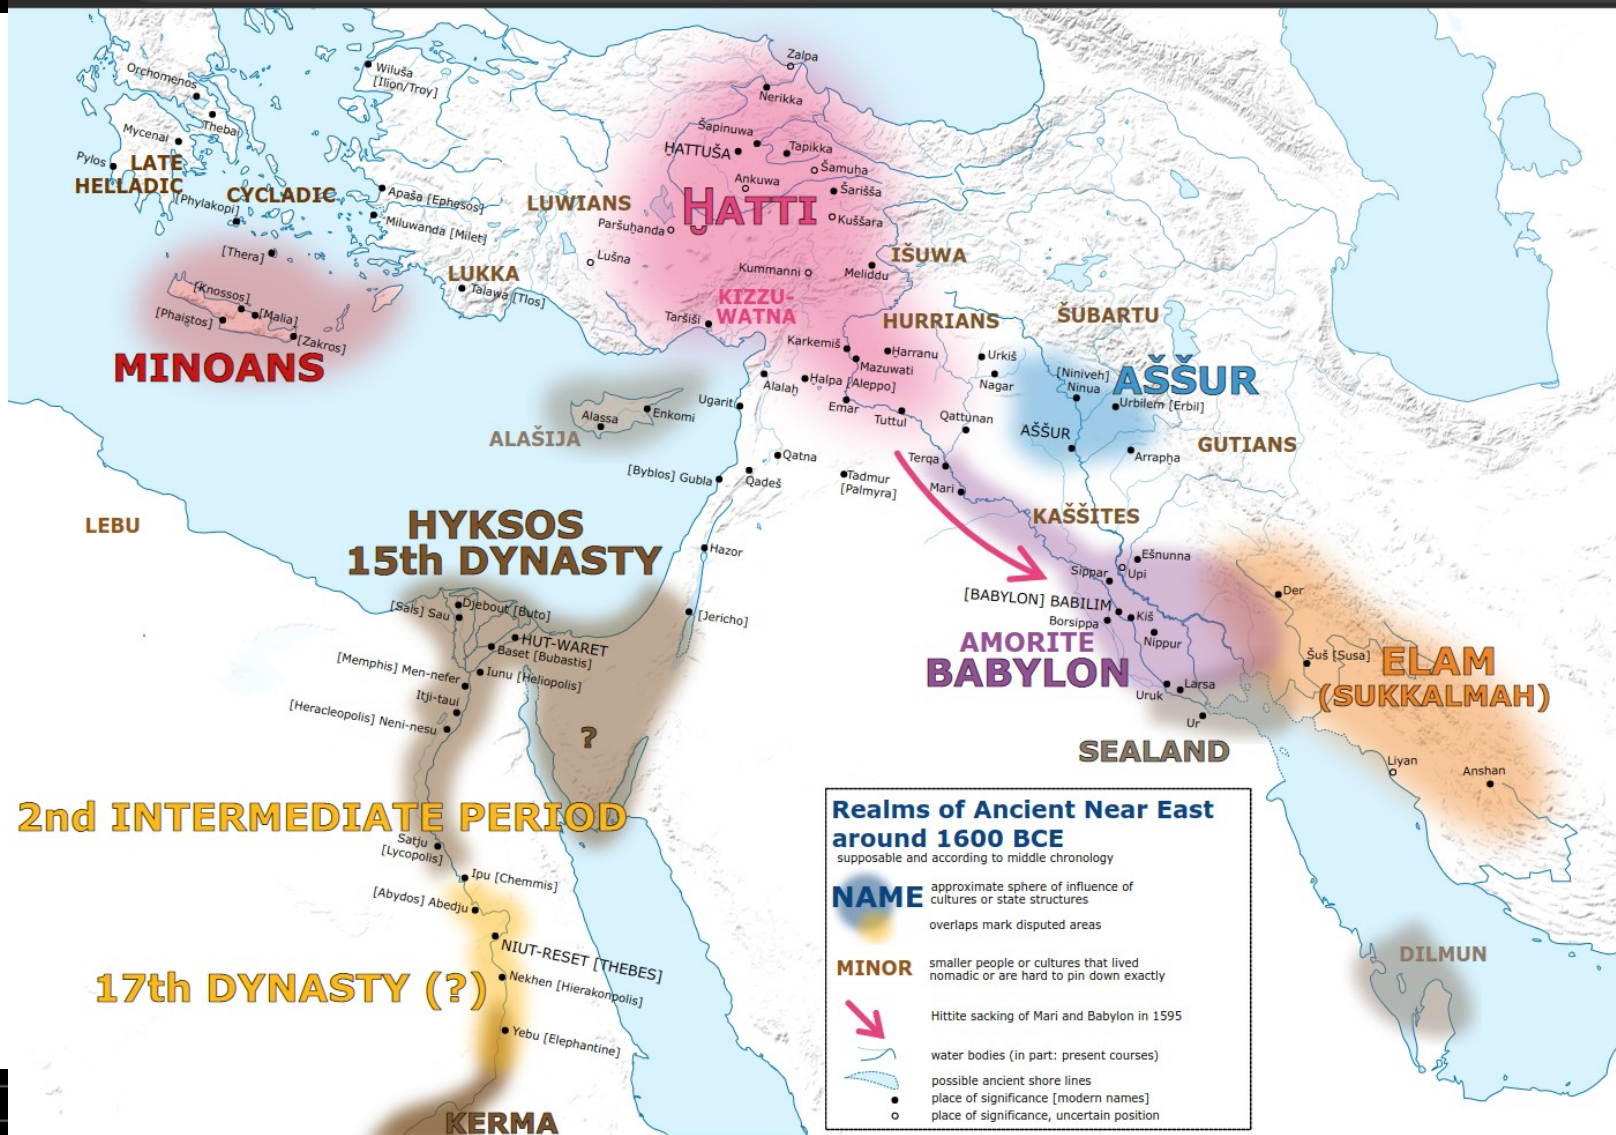 Zalpa
Wiluša
[Ilion/Troy]
Orchomenos
Nerikka
Thebai
Mycenai
Šapinuwa
ḪATTUŠA
Tapikka
Pylos
LATE
HELLADIC
Šamuha
Ankuwa
Šarišša
CYCLADIC
[Phylakopi]
Apaša [Ephesos]
LUWIANS
ḪATTI
Kuššara
Miluwanda [Milet]
Paršuḫanda
[Thera]
Lušna
IŠUWA
LUKKA
Kummanni
Meliddu
Talawa [Tlos]
[Knossos]
[Malia]
[Phaistos]
[Zakros]
KIZZU-
WATNA
Taršiši
HURRIANS
ŠUBARTU
MINOANS
Karkemiš
Ḫarranu
Urkiš
Mazuwati
[Niniveh]
Ninua
AŠŠUR
Alalaḫ
Ḫalpa [Aleppo]
Nagar
Ugarit
Emar
Urbilem [Erbil]
Alassa
Enkomi
Tuttul
Qattunan
ALAŠIJA
AŠŠUR
GUTIANS
Qatna
Terqa
Arrapḫa
[Byblos] Gubla
Qadeš
Tadmur
[Palmyra]
Mari
LEBU
HYKSOS
15th DYNASTY
KAŠŠITES
Hazor
Ešnunna
Sippar
Upi
Der
[Sais] Sau
Djebout [Buto]
[Jericho]
[BABYLON] BABILIM
Kiš
Borsippa
HUT-WARET
Baset [Bubastis]
Nippur
AMORITE
BABYLON
[Memphis] Men-nefer
Iunu [Heliopolis]
Šuš [Susa]
ELAM
(SUKKALMAH)
Itji-taui
Uruk
Larsa
[Heracleopolis] Neni-nesu
Ur
?
SEALAND
Liyan
Anshan
2nd INTERMEDIATE PERIOD
Satju
[Lycopolis]
Ipu [Chemmis]
[Abydos] Abedju
NIUT-RESET [THEBES]
17th DYNASTY (?)
Nekhen [Hierakonpolis]
Yebu [Elephantine]
KERMA
DILMUN
Realms of Ancient Near East
around 1600 BCE
supposable and according to middle chronology
NAME
approximate sphere of influence of
cultures or state structures
overlaps mark disputed areas
MINOR
smaller people or cultures that lived
nomadic or are hard to pin down exactly
Hittite sacking of Mari and Babylon in 1595
water bodies (in part: present courses)
possible ancient shore lines
place of significance [modern names]
place of significance, uncertain position